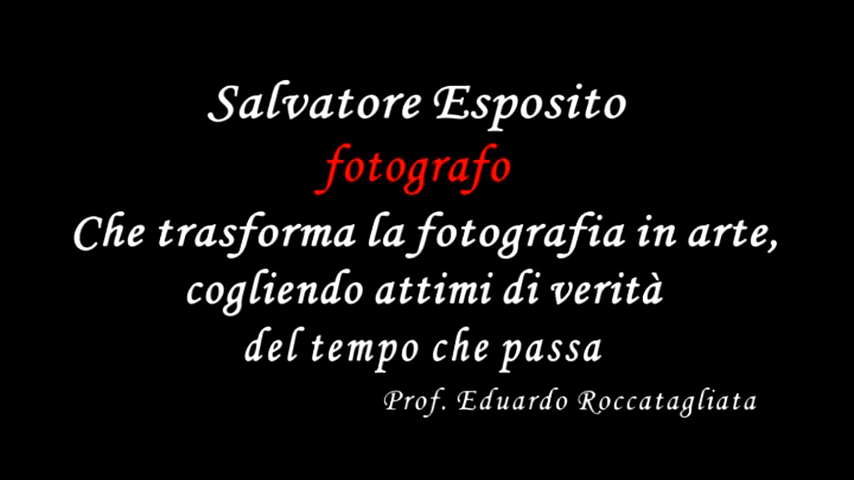 Salvatore Esposito
fotografo
Che trasforma la fotografia in arte,
cogliendo attimi di verità
del tempo che passa
Prof. Eduardo Roccatagliata